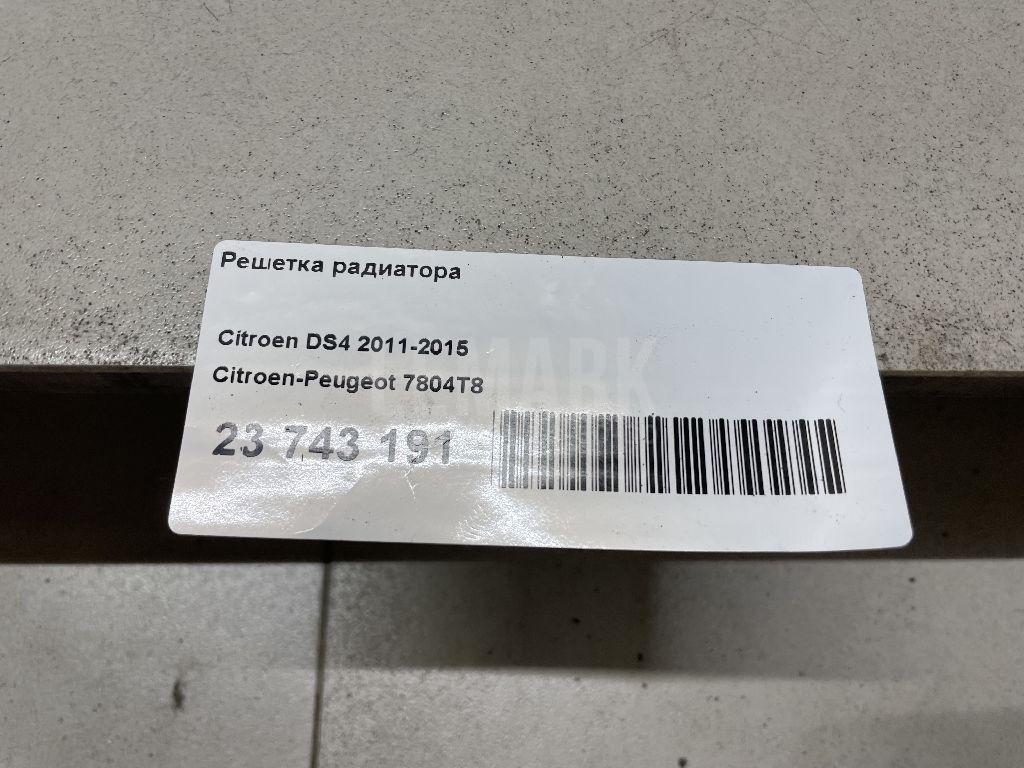 Решетка радиатора
Citroen DS4 2011-2015
Citroen-Peugeot 7804T8
23 743 191